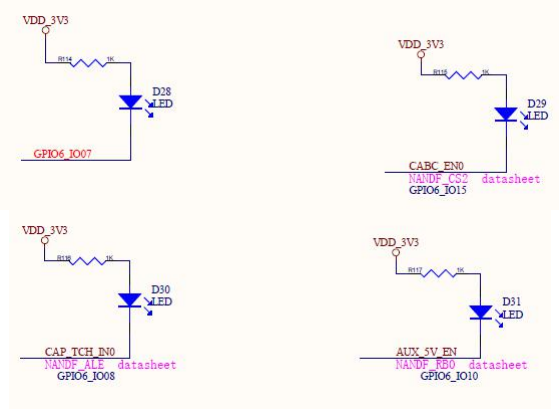 VDD_3V3
R114 1K
D28
LED
GPIO6_IO07
VDD_3V3
R115 1K
D29
LED
CABC_EN0
NANDF_CS2 datasheet
GPIO6_IO15
VDD_3V3
R116 1K
D30
LED
CAP_TCH_IN0
NANDF_ALE datasheet
GPIO6_IO08
VDD_3V3
R117 1K
D31
LED
AUX_5V_EN
NANDF_RB0 datasheet
GPIO6_IO10